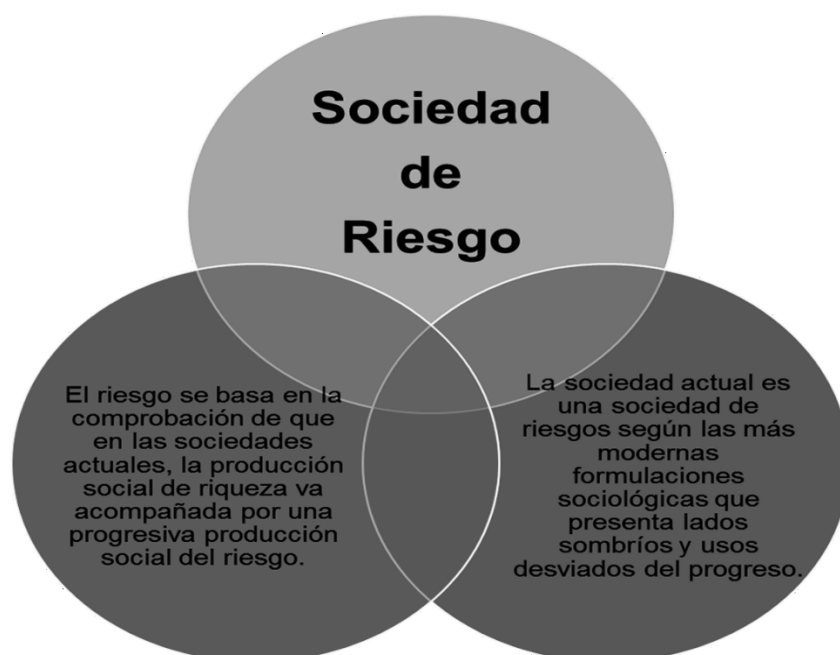 Sociedad
de
Riesgo
El riesgo se basa en la
comprobación de que
en las sociedades
actuales, la producción
social de riqueza va
acompañada por una
progresiva producción
social del riesgo.
La sociedad actual es
una sociedad de
riesgos según las más
modernas
formulaciones
sociológicas que
presenta lados
sombríos y usos
desviados del progreso.